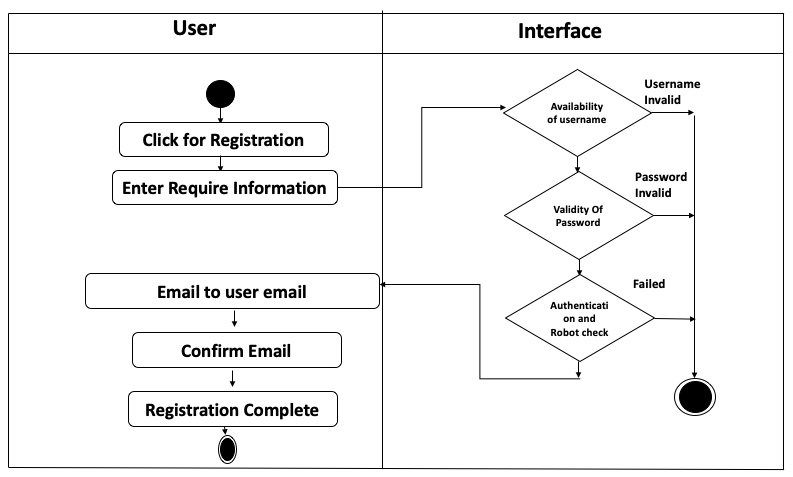 User
Interface
Click for Registration
Enter Require Information
Availability
of username
Username
Invalid
Validity Of
Password
Password
Invalid
Authenticati
on and
Robot check
Failed
Email to user email
Confirm Email
Registration Complete